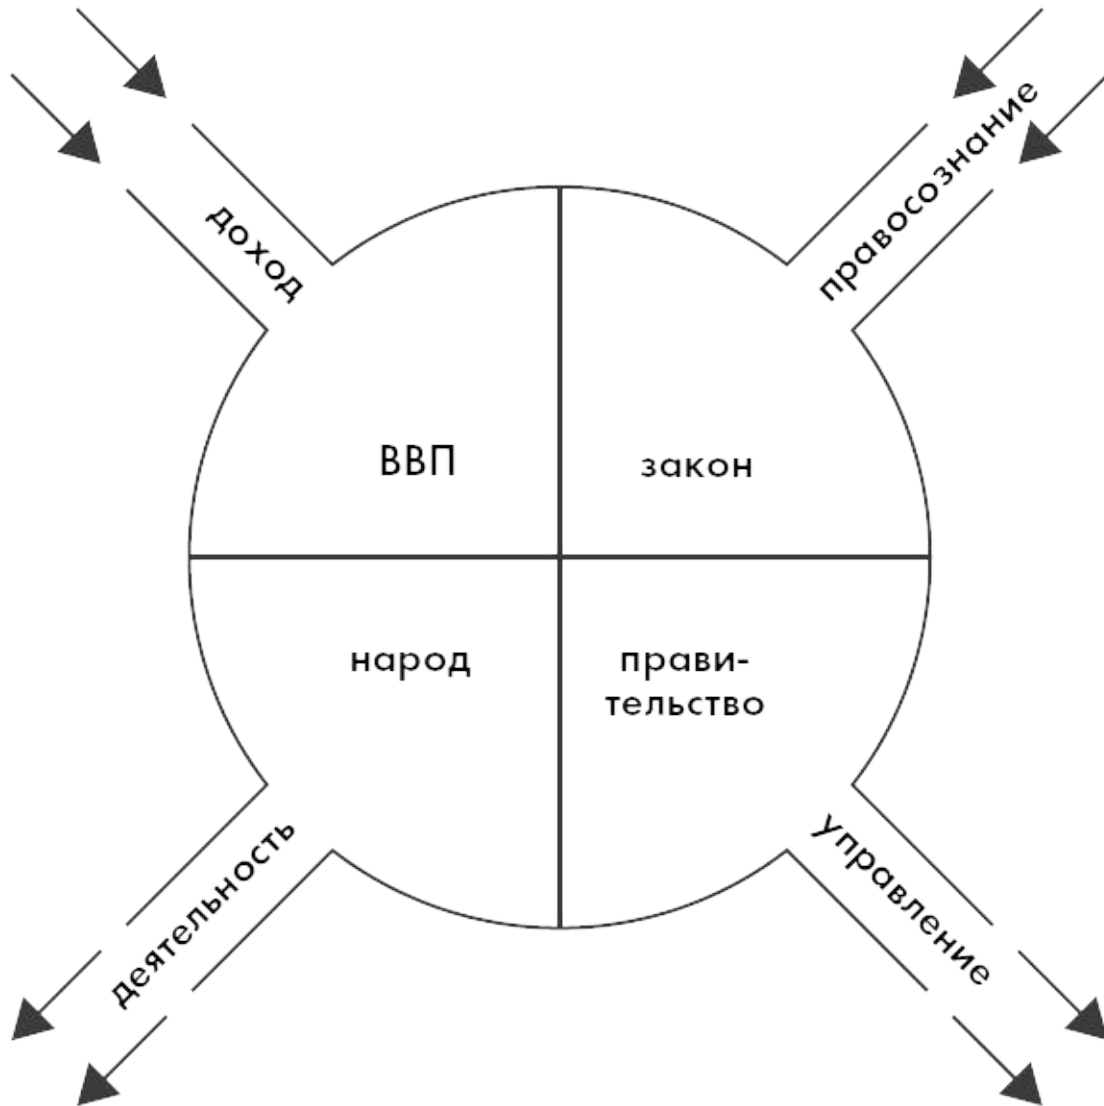 доход
правосознание
ВВП
закон
народ
прави-
тельство
деятельность
управление